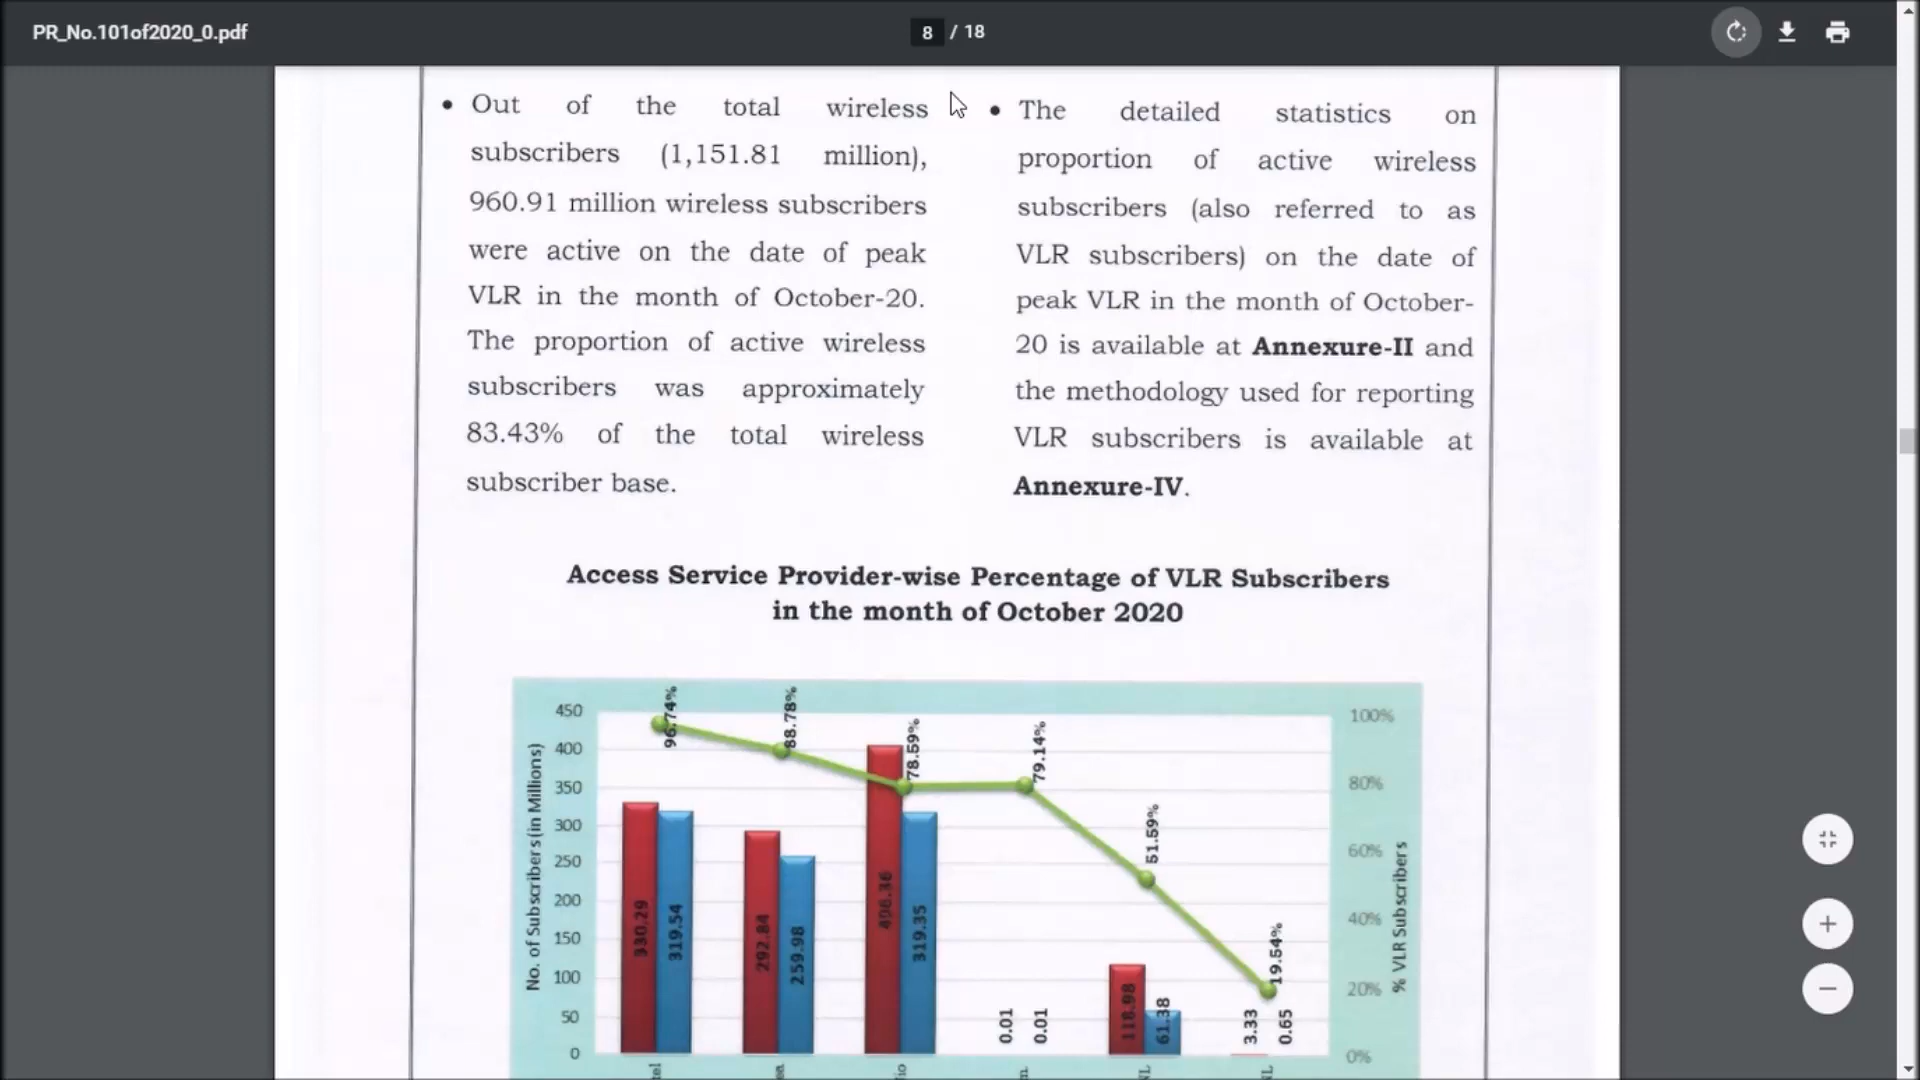 PR_No.101of2020_0.pdf
8 / 18
• Out of the total wireless
subscribers (1,151.81 million),
960.91 million wireless subscribers
were active on the date of peak
VLR in the month of October-20.
The proportion of active wireless
subscribers was approximately
83.43% of the total wireless
subscriber base.
• The detailed statistics on
proportion of active wireless
subscribers (also referred to as
VLR subscribers) on the date of
peak VLR in the month of October-
20 is available at Annexure-II and
the methodology used for reporting
VLR subscribers is available at
Annexure-IV.
Access Service Provider-wise Percentage of VLR Subscribers
in the month of October 2020
No. of Subscribers(in Millions)
450
400
350
300
250
200
150
100
50
0
96.74%
88.78%
78.59%
79.14%
51.59%
19.54%
330.29
319.54
292.84
259.98
406.36
319.35
0.01
0.01
118.98
61.38
3.33
0.65
100%
80%
60%
40%
20%
0%
% VLR Subscribers